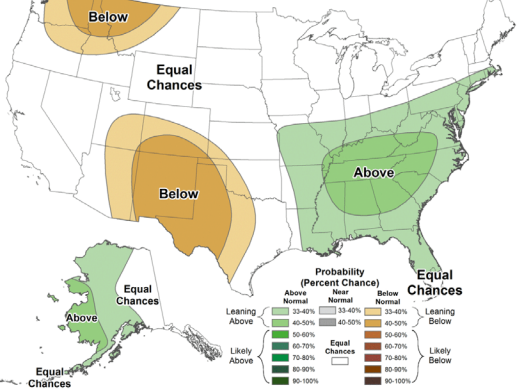 Below
Equal
Chances
Above
Below
Equal
Chances
Equal
Chances
Above
Equal
Chances
Probability
(Percent Chance)
Above
Normal
Near
Normal
Below
Normal
Leaning
Above
33-40%
33-40%
33-40%
Leaning
Below
40-50%
40-50%
40-50%
Likely
Above
50-60%
50-60%
Likely
Below
60-70%
60-70%
70-80%
70-80%
80-90%
80-90%
90-100%
90-100%
Equal
Chances